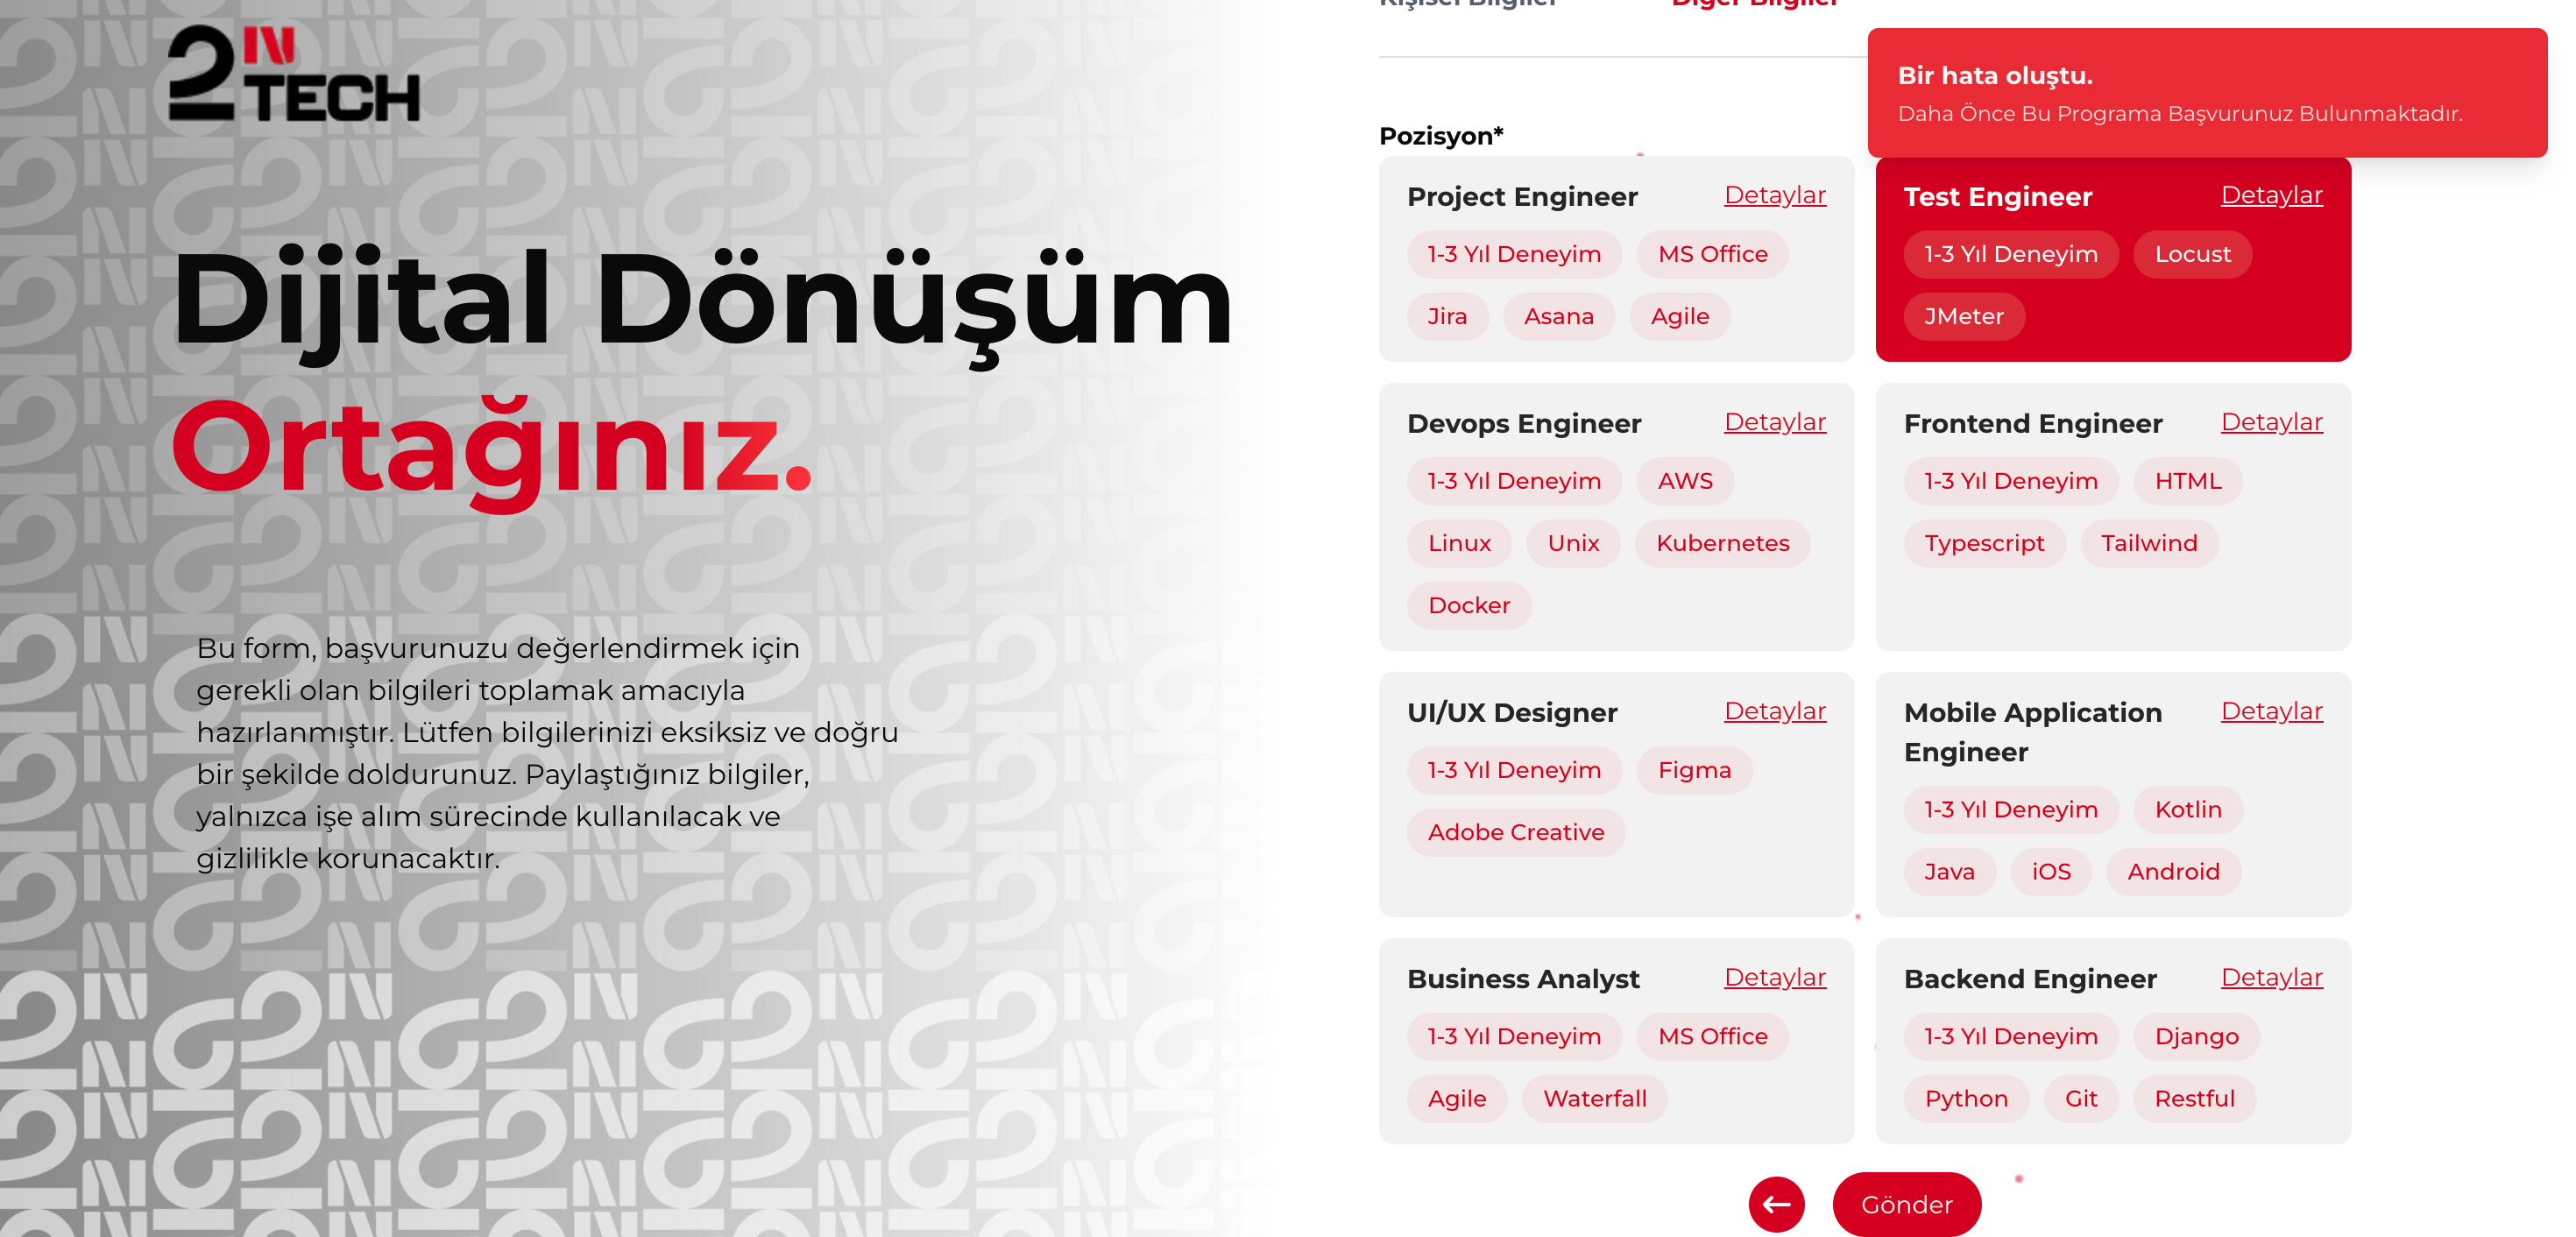 2N TECH
Dijital Dönüşüm
Ortağınız.
Bu form, başvurunuzu değerlendirmek için
gerekli olan bilgileri toplamak amacıyla
hazırlanmıştır. Lütfen bilgilerinizi eksiksiz ve doğru
bir şekilde doldurunuz. Paylaştığınız bilgiler,
yalnızca işe alım sürecinde kullanılacak ve
gizlilikle korunacaktır.
Kişisel Bilgiler
Diğer Bilgiler
Bir hata oluştu.
Daha Önce Bu Programa Başvurunuz Bulunmaktadır.
Pozisyon*
Project Engineer
Detaylar
1-3 Yıl Deneyim
MS Office
Jira
Asana
Agile
Test Engineer
Detaylar
1-3 Yıl Deneyim
Locust
JMeter
Devops Engineer
Detaylar
1-3 Yıl Deneyim
AWS
Linux
Unix
Kubernetes
Docker
Frontend Engineer
Detaylar
1-3 Yıl Deneyim
HTML
Typescript
Tailwind
UI/UX Designer
Detaylar
1-3 Yıl Deneyim
Figma
Adobe Creative
Mobile Application
Engineer
Detaylar
1-3 Yıl Deneyim
Kotlin
Java
iOS
Android
Business Analyst
Detaylar
1-3 Yıl Deneyim
MS Office
Agile
Waterfall
Backend Engineer
Detaylar
1-3 Yıl Deneyim
Django
Python
Git
Restful
Gönder